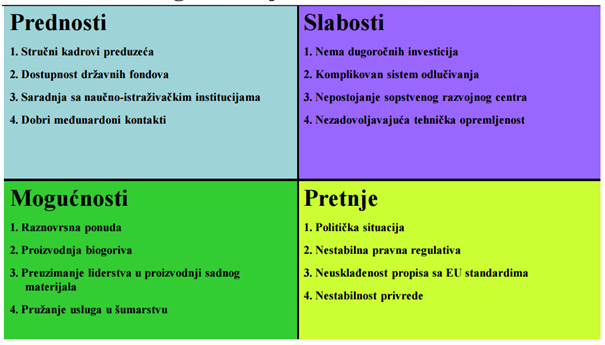 Prednosti
1. Stručni kadrovi preduzeća
2. Dostupnost državnih fondova
3. Saradnja sa naučno-istraživačkim institucijama
4. Dobri međunardoni kontakti
Slabosti
1. Nema dugoročnih investicija
2. Komplikovan sistem odlučivanja
3. Nepostojanje sopstvenog razvojnog centra
4. Nezadovoljavajuća tehnička opremljenost
Mogućnosti
1. Raznovrsna ponuda
2. Proizvodnja biogoriva
3. Preuzimanje liderstva u proizvodnji sadnog
materijala
4. Pružanje usluga u šumarstvu
Pretnje
1. Politička situacija
2. Nestabilna pravna regulativa
3. Neusklađenost propisa sa EU standardima
4. Nestabilnost privrede